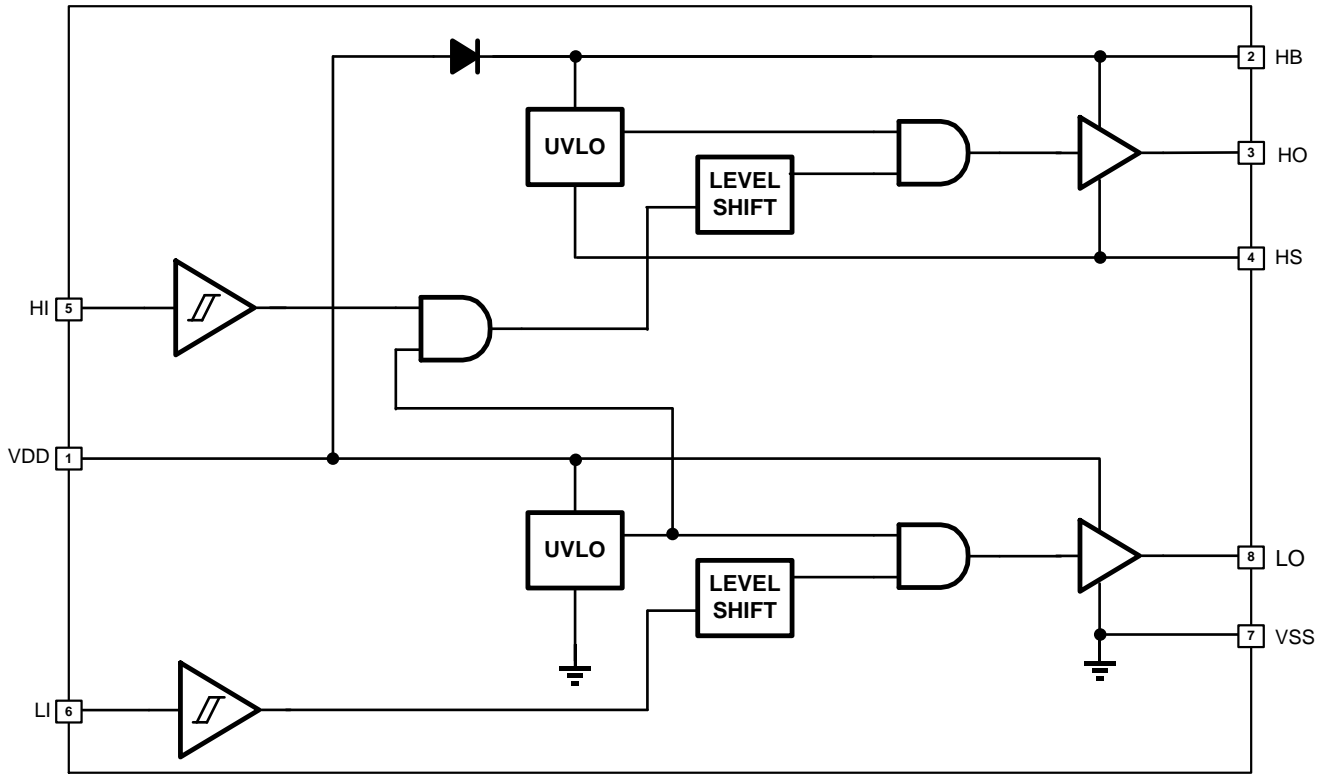 2 HB
UVLO
3 HO
LEVEL
SHIFT
4 HS
HI 5
VDD 1
UVLO
8 LO
LEVEL
SHIFT
7 VSS
LI 6